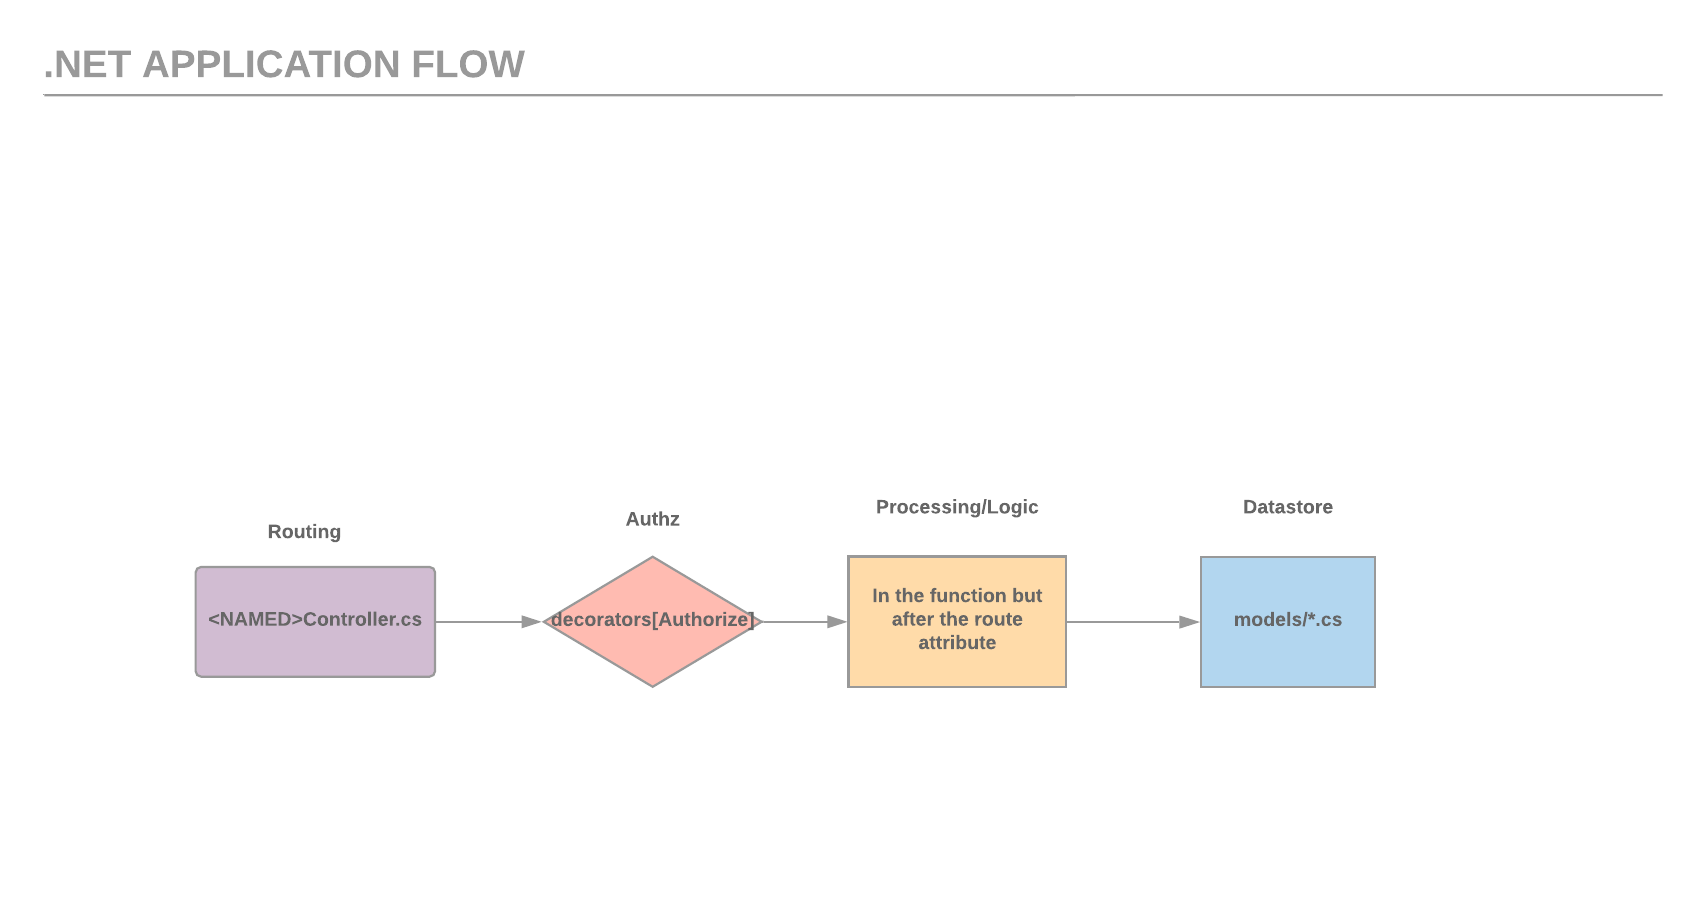 .NET APPLICATION FLOW
Routing
Authz
Processing/Logic
Datastore
<NAMED>Controller.cs
decorators[Authorize]
In the function but
after the route
attribute
models/*.cs